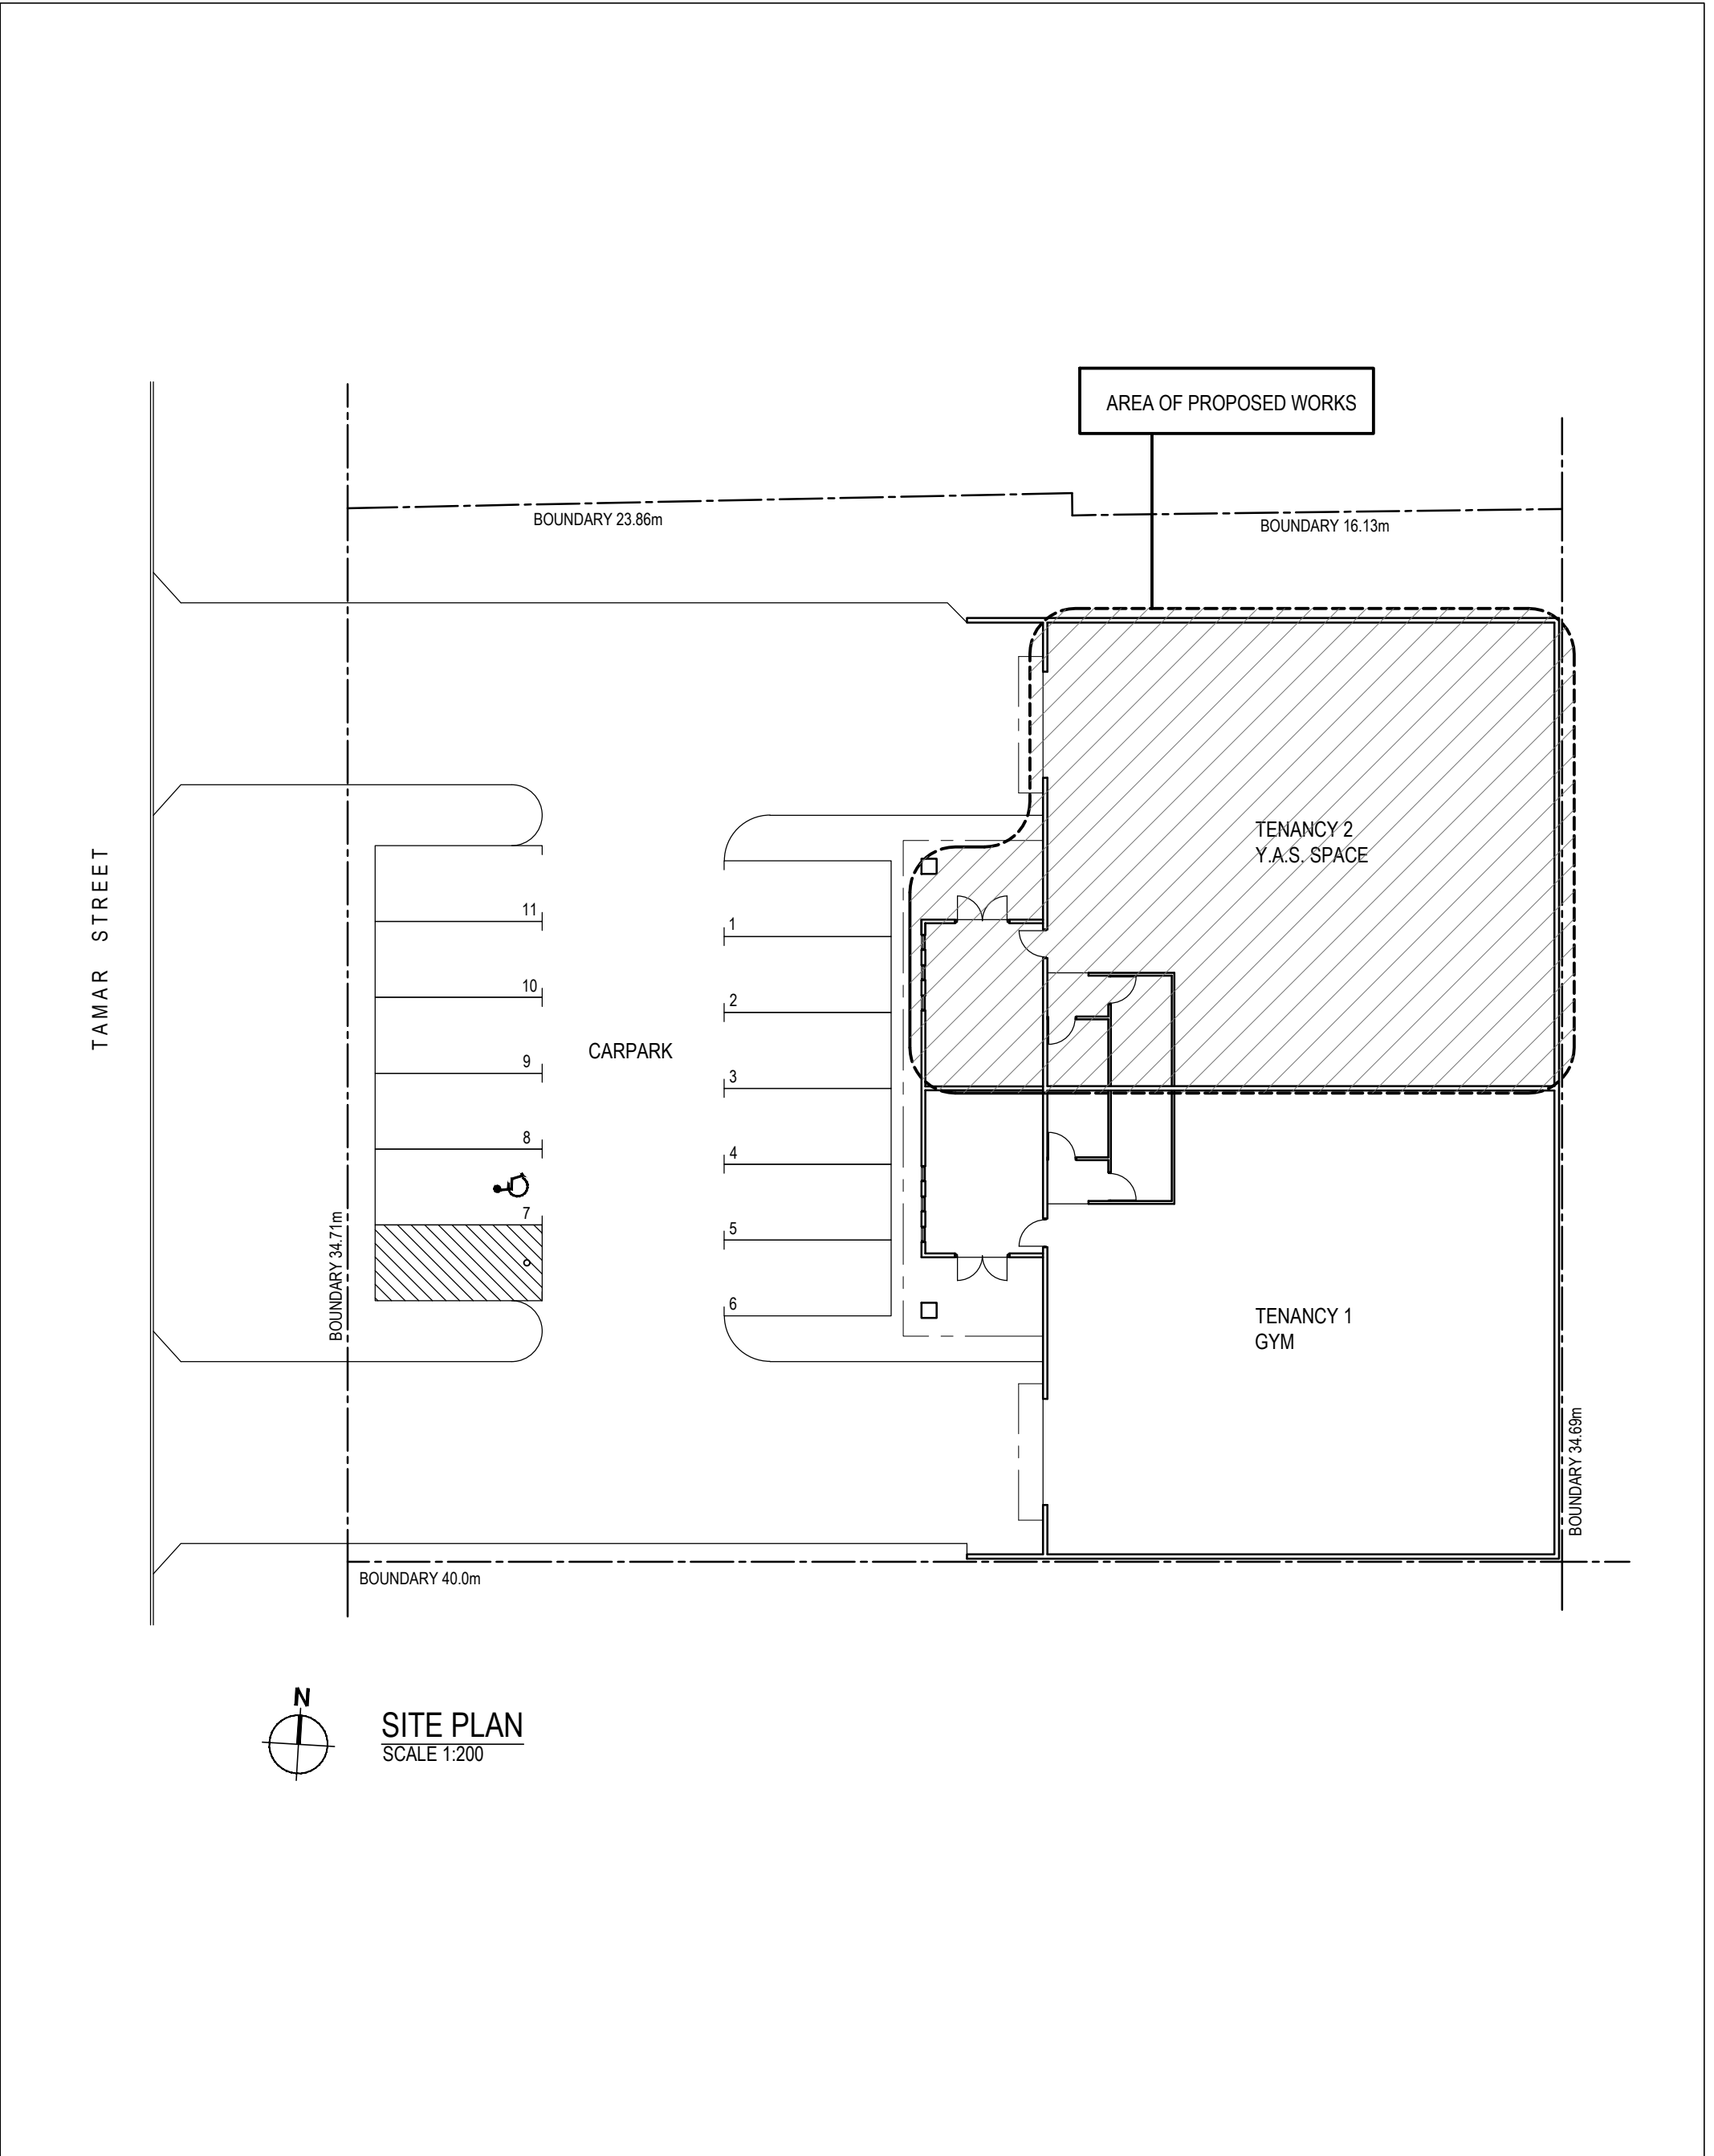 AREA OF PROPOSED WORKS
BOUNDARY 23.86m
BOUNDARY 16.13m
TENANCY 2
Y.A.S. SPACE
TAMAR STREET
11
10
9
8
7
CARPARK
1
2
3
4
5
6
BOUNDARY 34.71m
TENANCY 1
GYM
BOUNDARY 34.69m
BOUNDARY 40.0m
N
SITE PLAN
SCALE 1:200